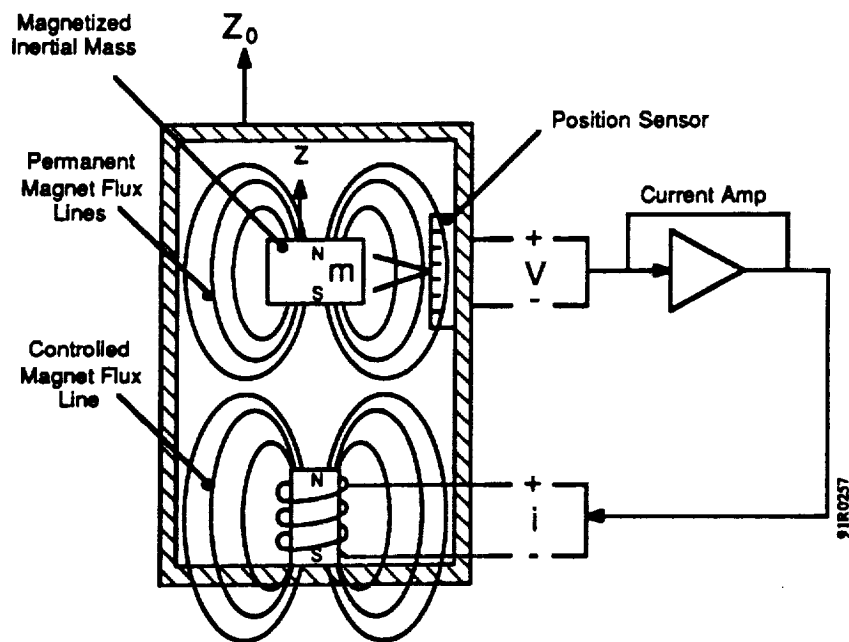 Magnetized
Inertial Mass
Z0
Position Sensor
Permanent
Magnet Flux
Lines
Z
N
m
S
Current Amp
+
V
-
Controlled
Magnet Flux
Line
N
S
+
i
-
91R0257